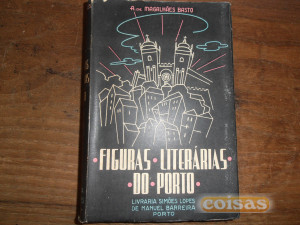 A. DE MAGALHÃES BASTO
FIGURAS · LITERÁRIAS
· DO · PORTO ·
LIVRARIA SIMÕES LOPES
DE MANUEL BARREIRA
PORTO
coisas